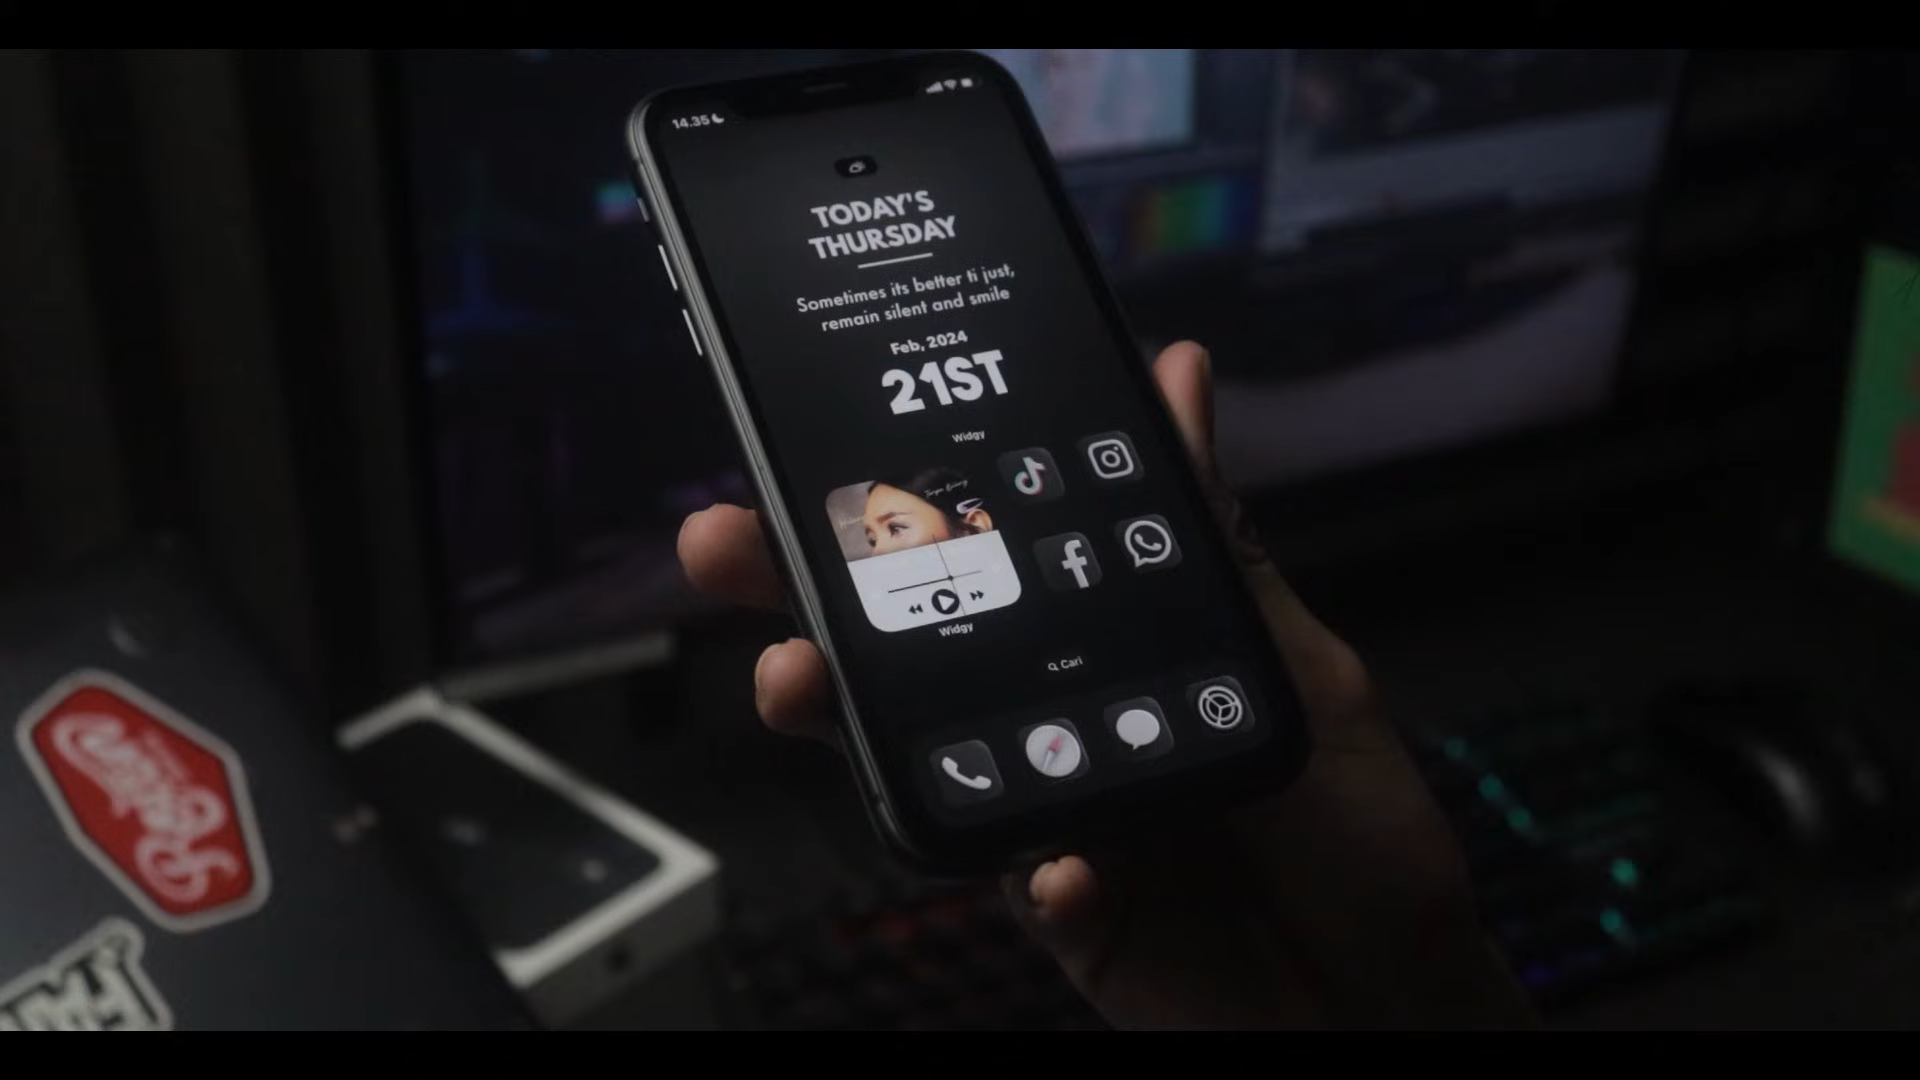 14.35
TODAY'S
THURSDAY
Sometimes its better ti just,
remain silent and smile
Feb, 2024
21ST
Widgy
Widgy
Cari